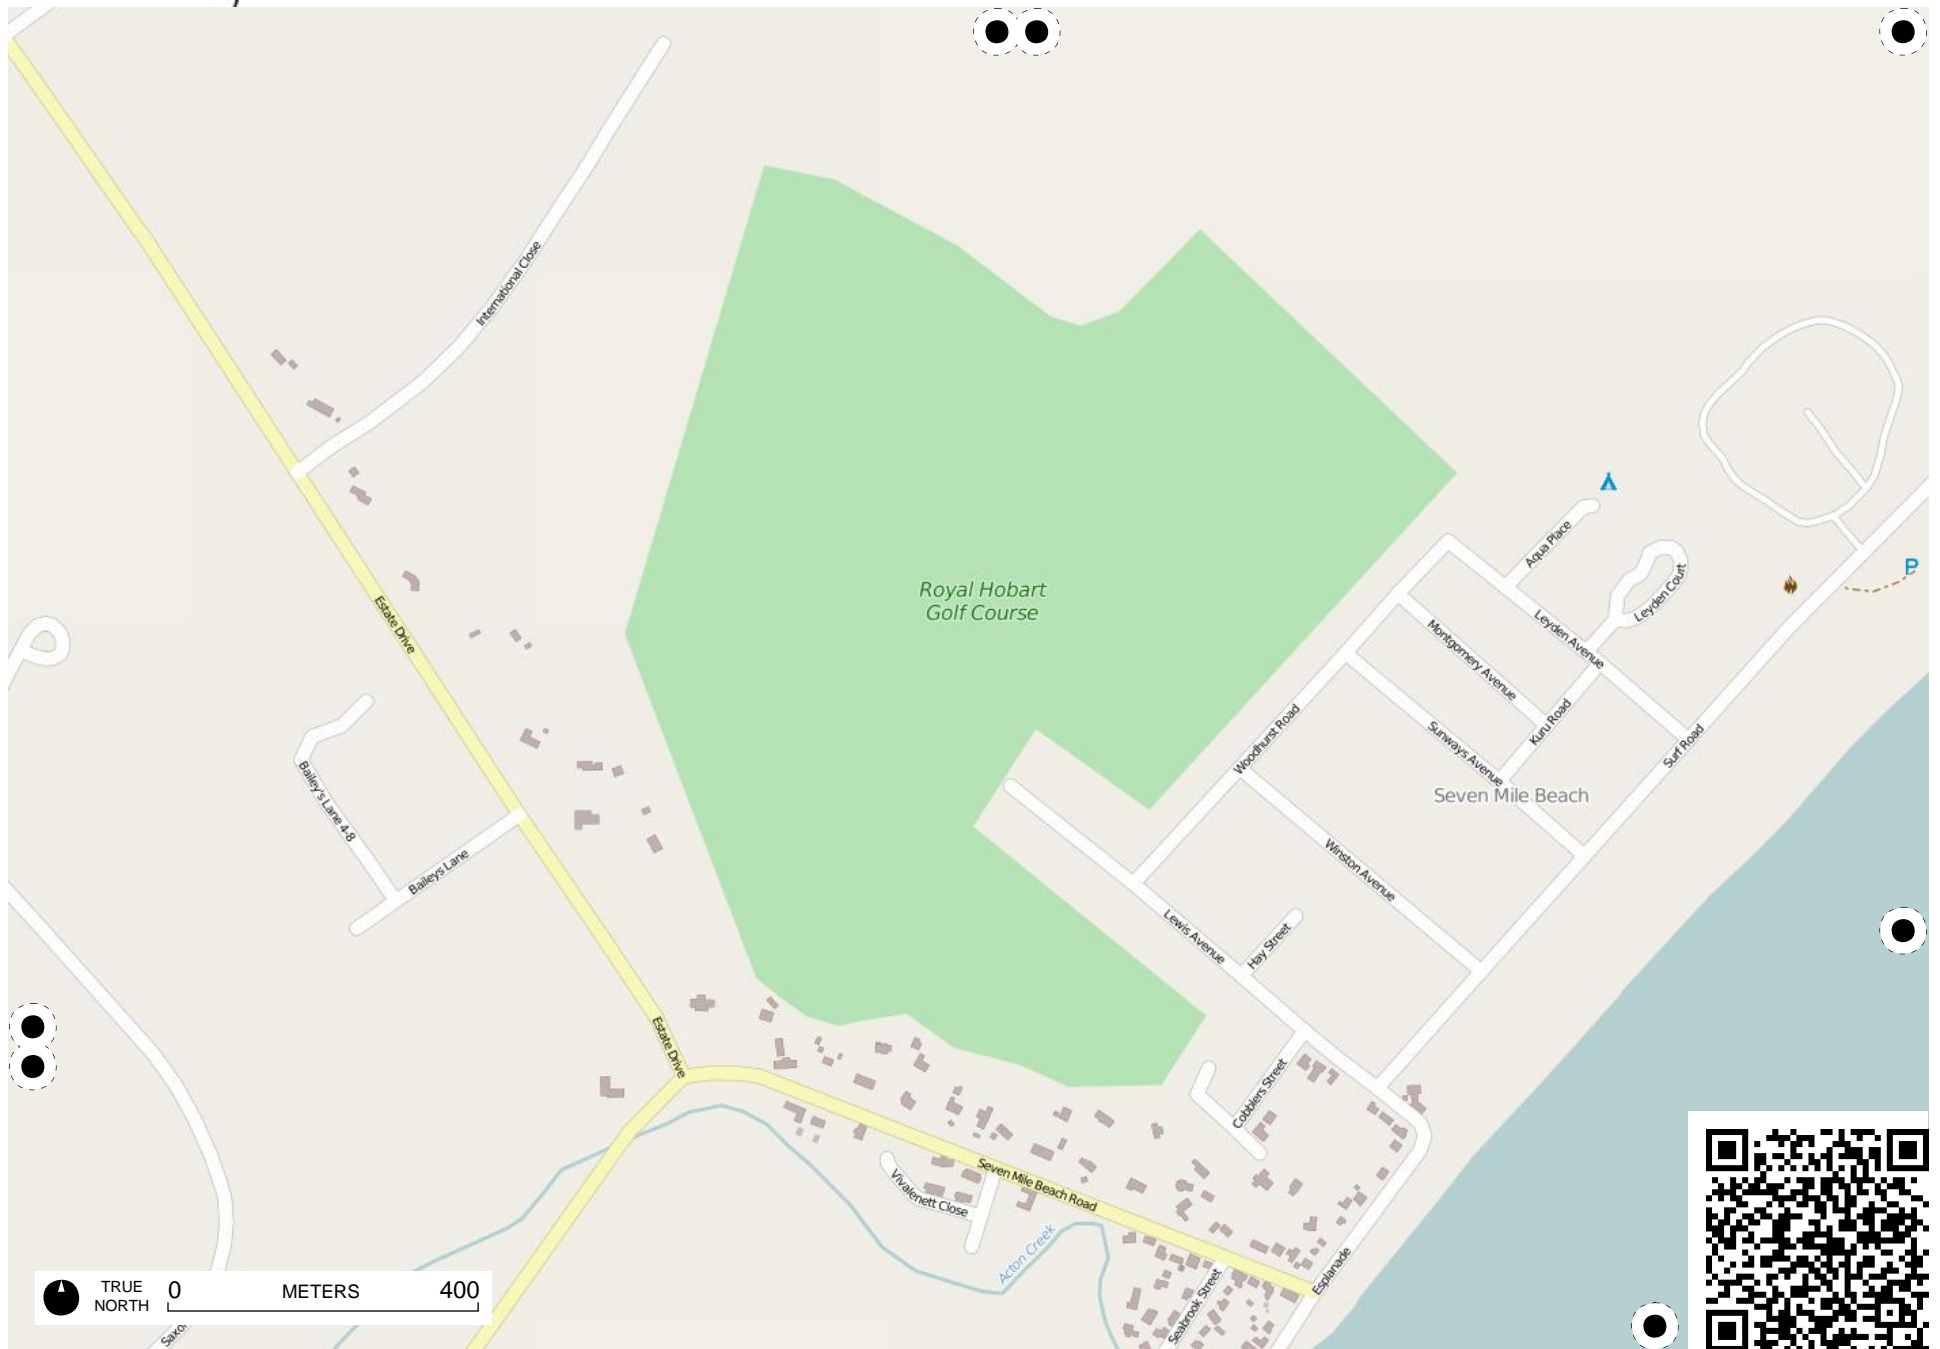 International Close
Estate Drive
Royal Hobart
Golf Course
Aqua Place
P
Leyden Court
Leyden Avenue
Montgomery Avenue
Kuru Road
Sunways Avenue
Woodhurst Road
Surf Road
Seven Mile Beach
Bailey's Lane 4-8
Baileys Lane
Winston Avenue
Lewis Avenue
Hay Street
Estate Drive
Cobblers Street
Vivalenett Close
Seven Mile Beach Road
Acton Creek
Esplanade
Seabrook Street
TRUE
NORTH
0 METERS 400